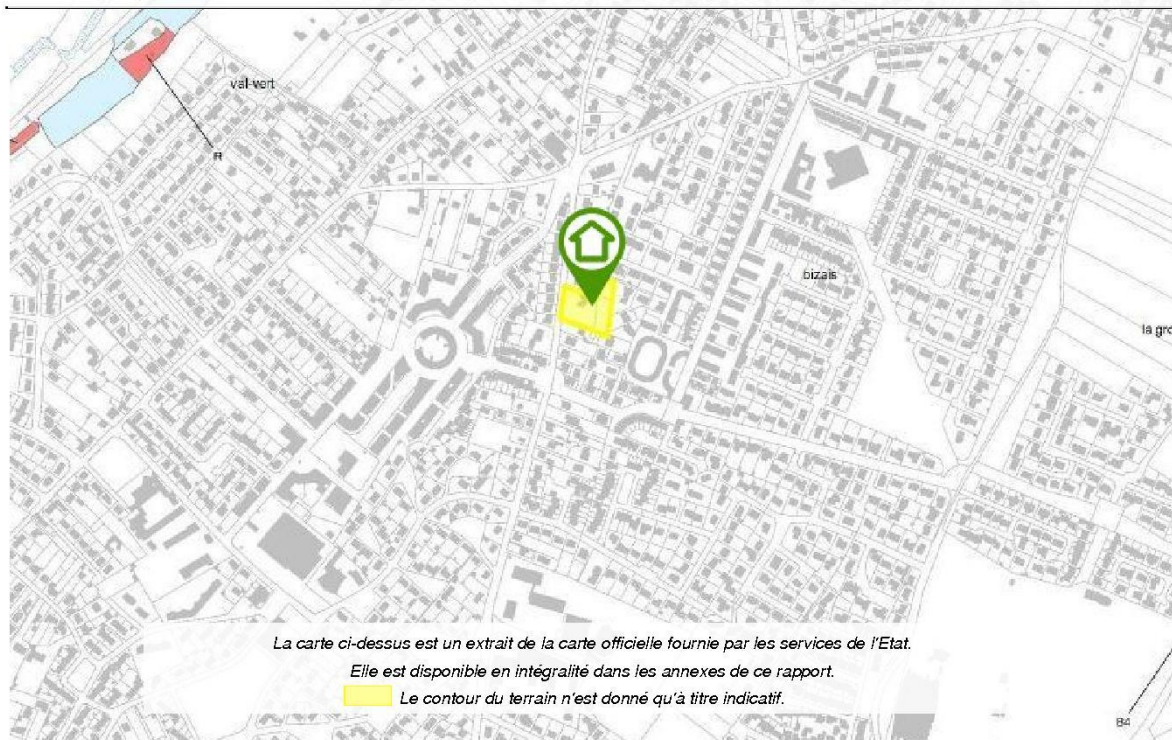 val-vert
R
bizais
la gro
La carte ci-dessus est un extrait de la carte officielle fournie par les services de l'Etat.
Elle est disponible en intégralité dans les annexes de ce rapport.
Le contour du terrain n'est donné qu'à titre indicatif.
B4